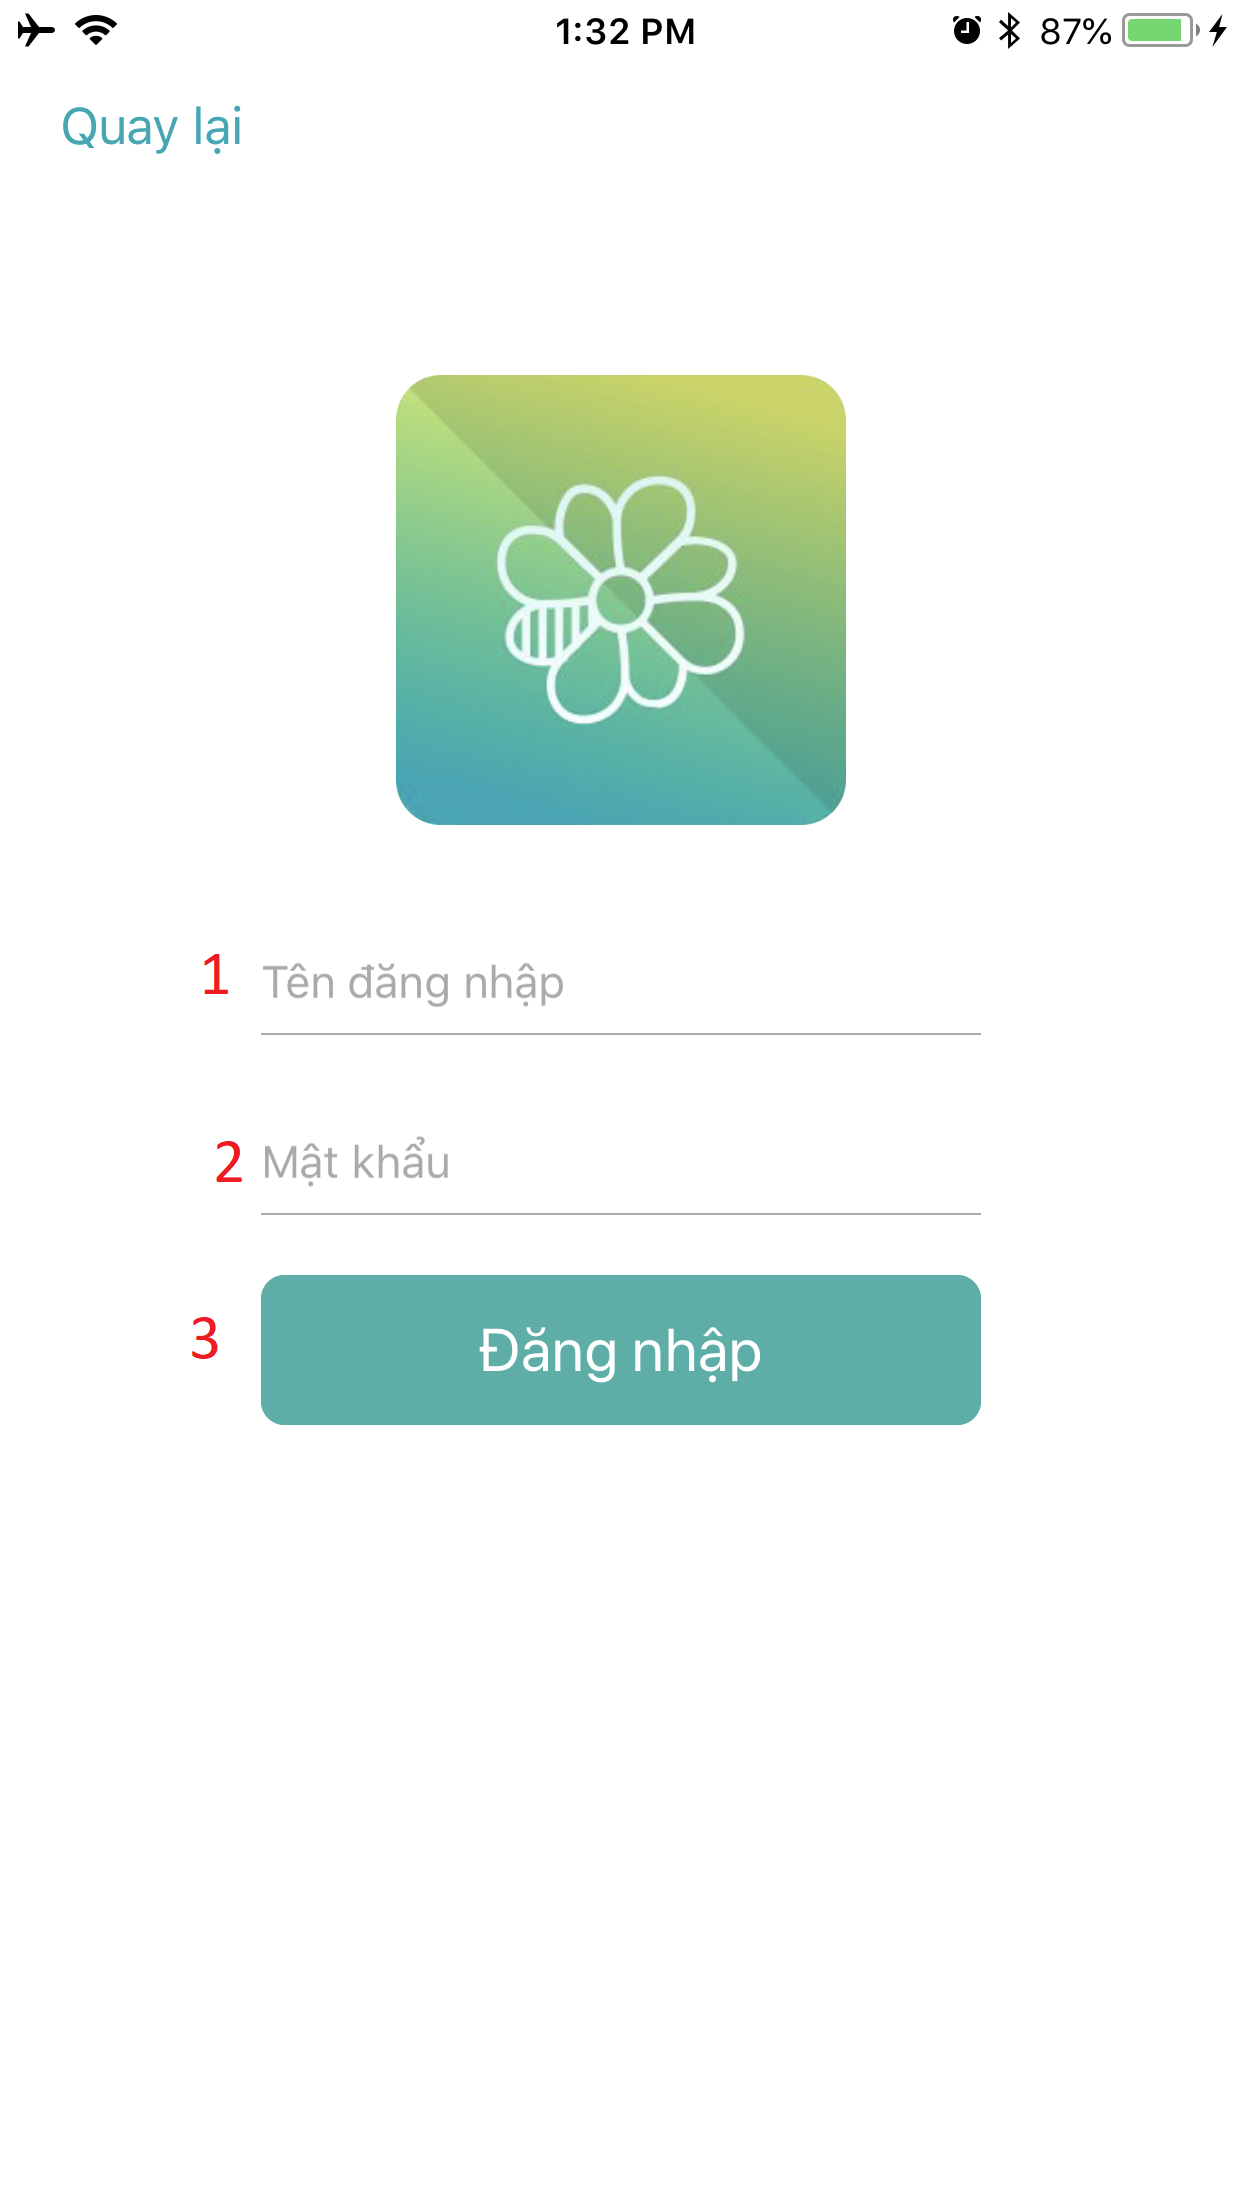 1:32 PM 87%
Quay lại
1 Tên đăng nhập
2 Mật khẩu
3 Đăng nhập